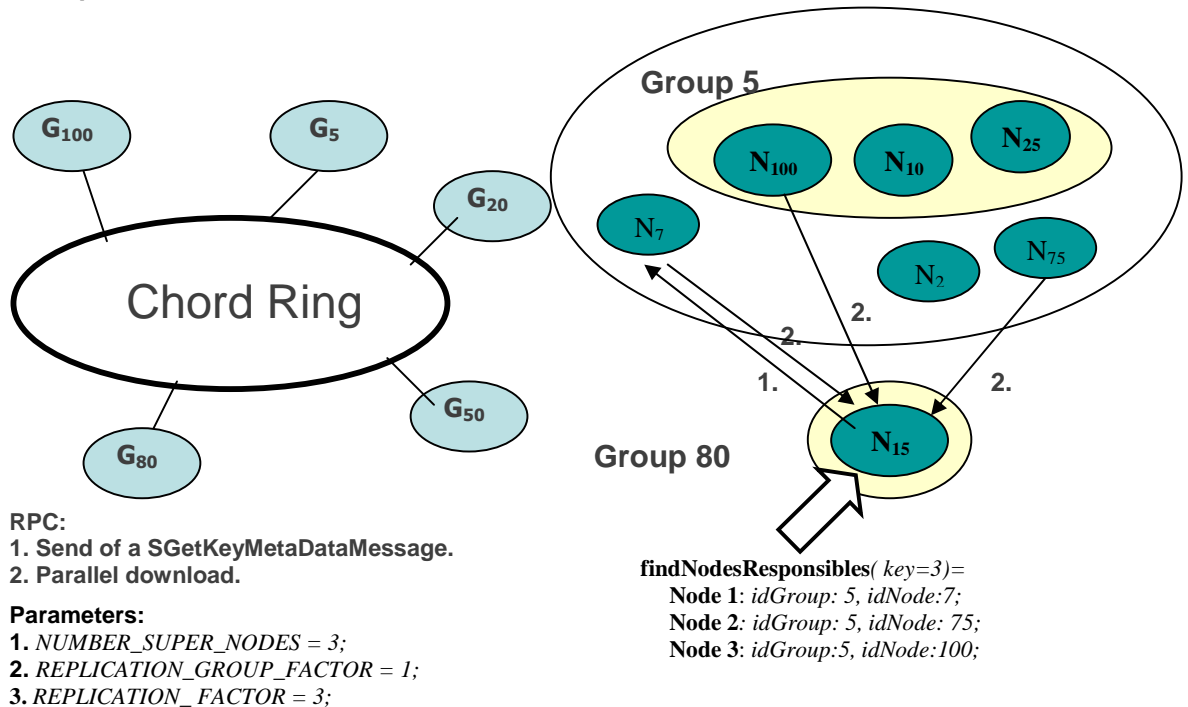 G100
G5
G20
Chord Ring
G50
G80
RPC:
1. Send of a SGetKeyMetaDataMessage.
2. Parallel download.
Parameters:
1. NUMBER_SUPER_NODES = 3;
2. REPLICATION_GROUP_FACTOR = 1;
3. REPLICATION_ FACTOR = 3;
Group 5
N100
N10
N25
N7
N2
N75
2.
2.
1.
2.
Group 80
N15
findNodesResponsibles( key=3)=
Node 1: idGroup: 5, idNode:7;
Node 2: idGroup: 5, idNode: 75;
Node 3: idGroup:5, idNode:100;